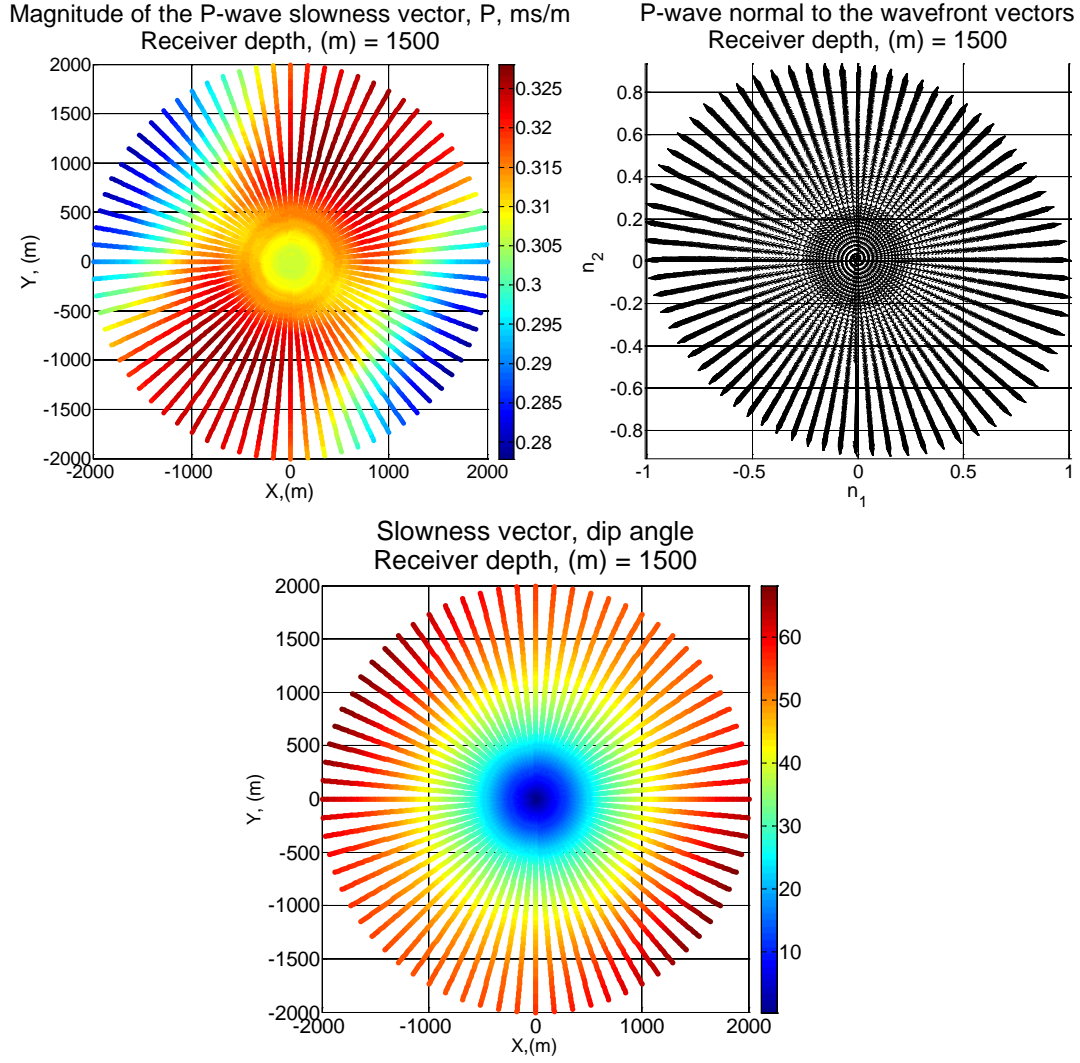 Magnitude of the P-wave slowness vector, P, ms/m
Receiver depth, (m) = 1500
2000
1500
1000
500
0
-500
-1000
-1500
-2000
Y, (m)
-2000 -1000 0 1000 2000
X,(m)
0.325
0.32
0.315
0.31
0.305
0.3
0.295
0.29
0.285
0.28
P-wave normal to the wavefront vectors
Receiver depth, (m) = 1500
0.8
0.6
0.4
0.2
0
-0.2
-0.4
-0.6
-0.8
n2
-1 -0.5 0 0.5 1
n1
Slowness vector, dip angle
Receiver depth, (m) = 1500
2000
1500
1000
500
0
-500
-1000
-1500
-2000
Y, (m)
-2000 -1000 0 1000 2000
X,(m)
60
50
40
30
20
10